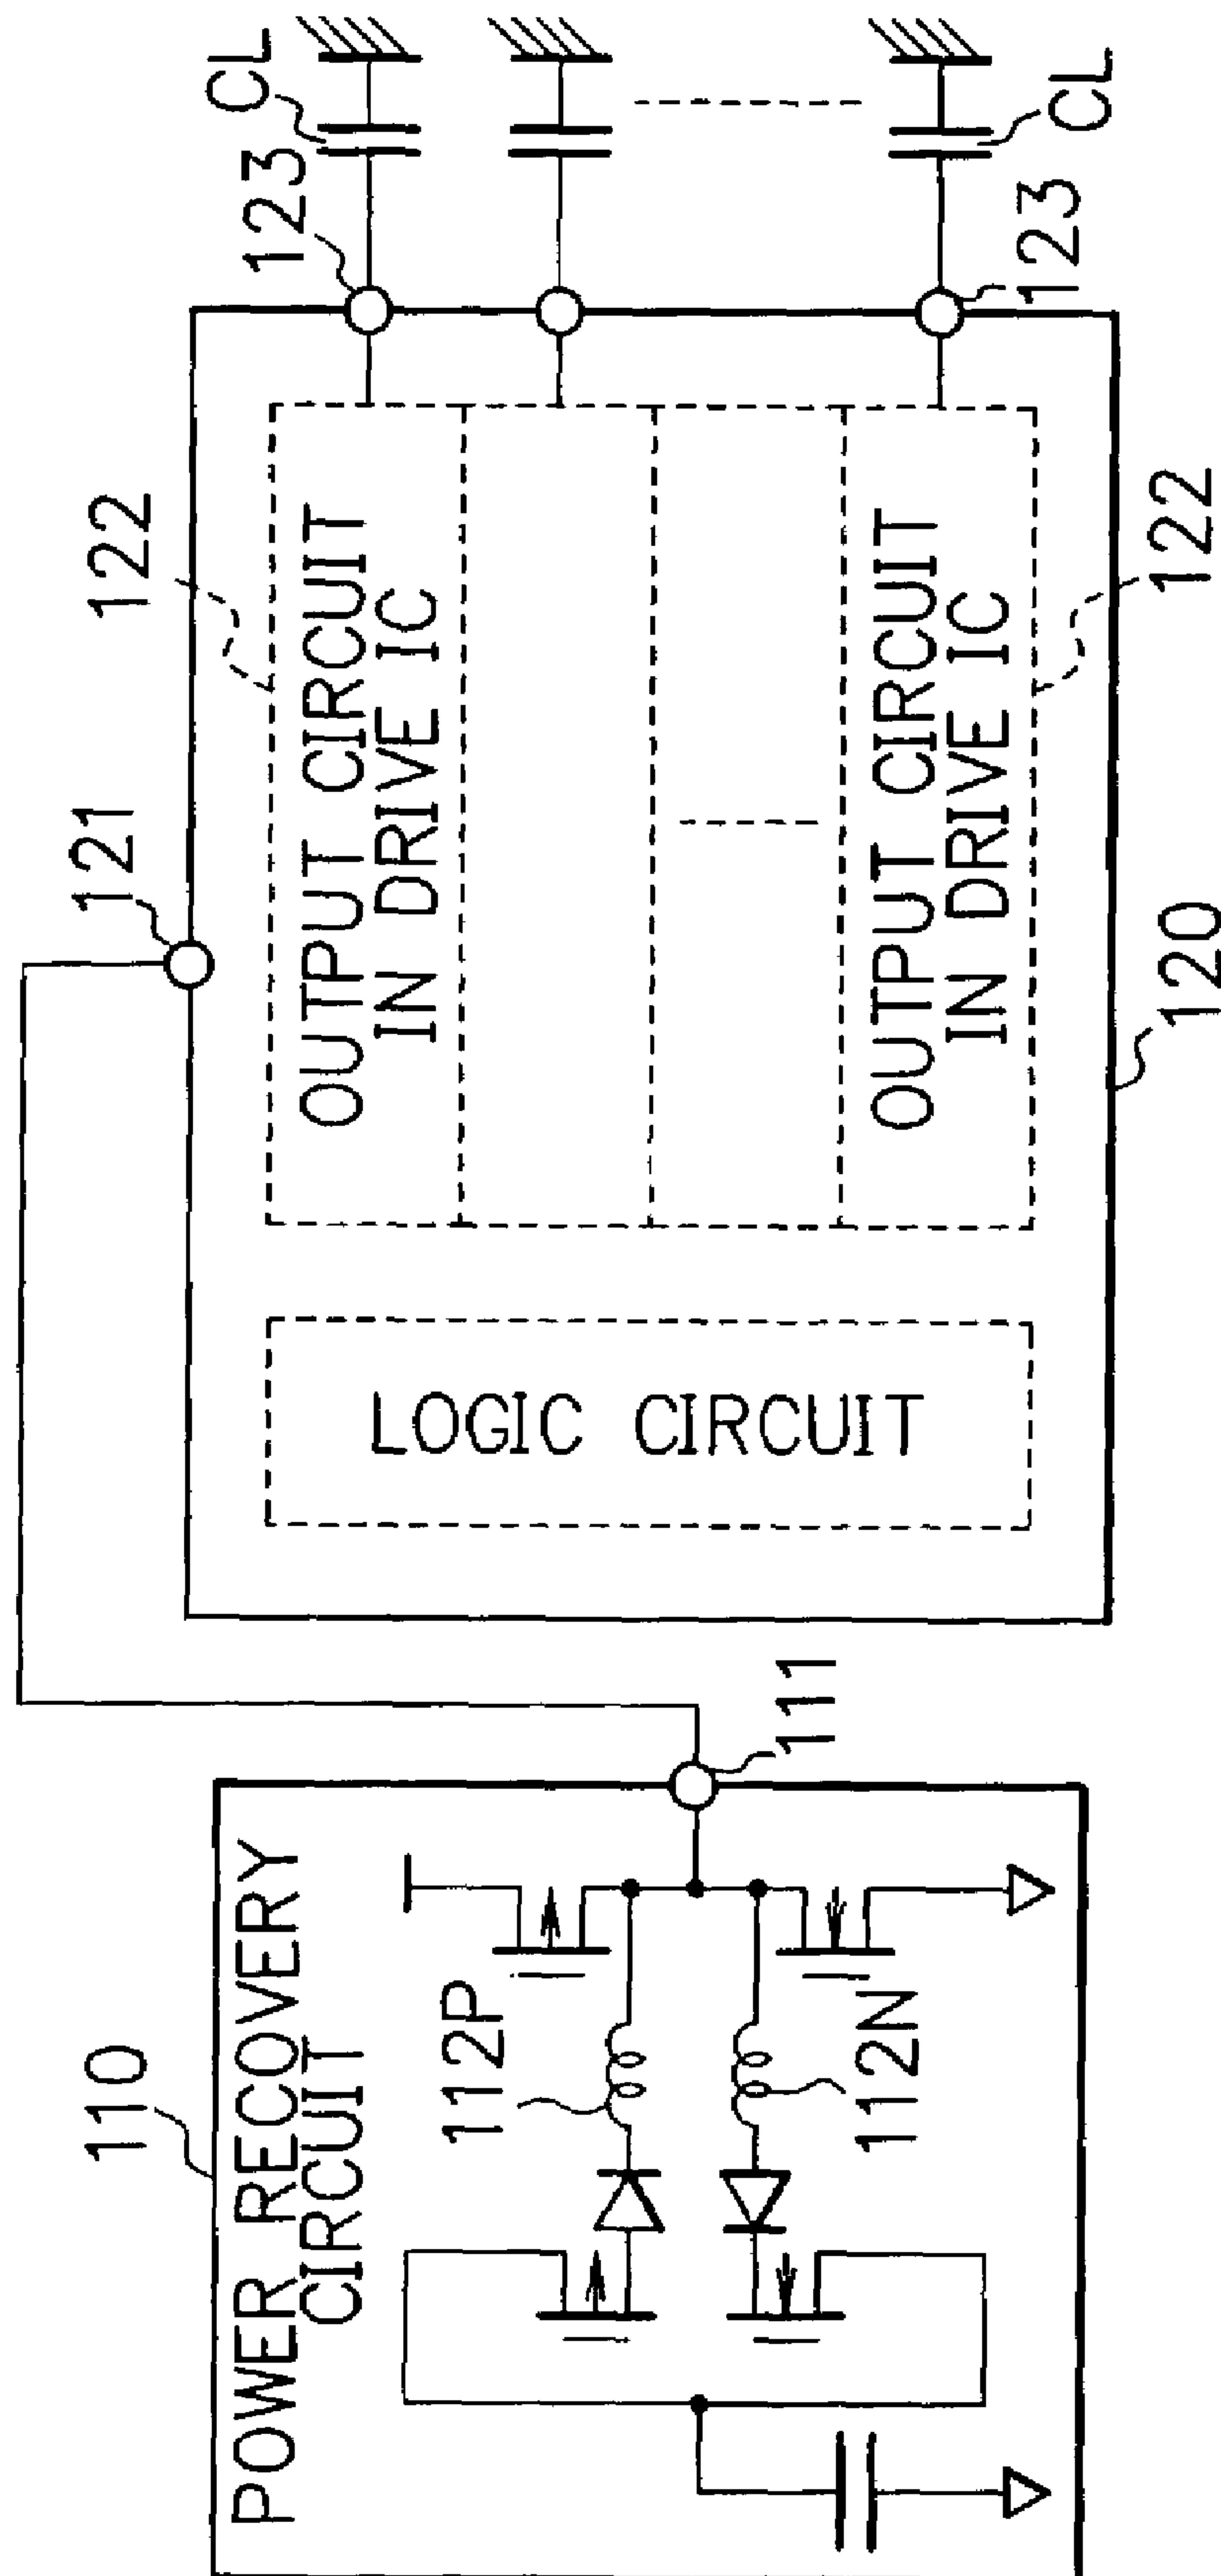 110
POWER RECOVERY
CIRCUIT
112P
112N
111
121
122
OUTPUT CIRCUIT
IN DRIVE IC
LOGIC CIRCUIT
OUTPUT CIRCUIT
IN DRIVE IC
122
120
123
CL
123
CL